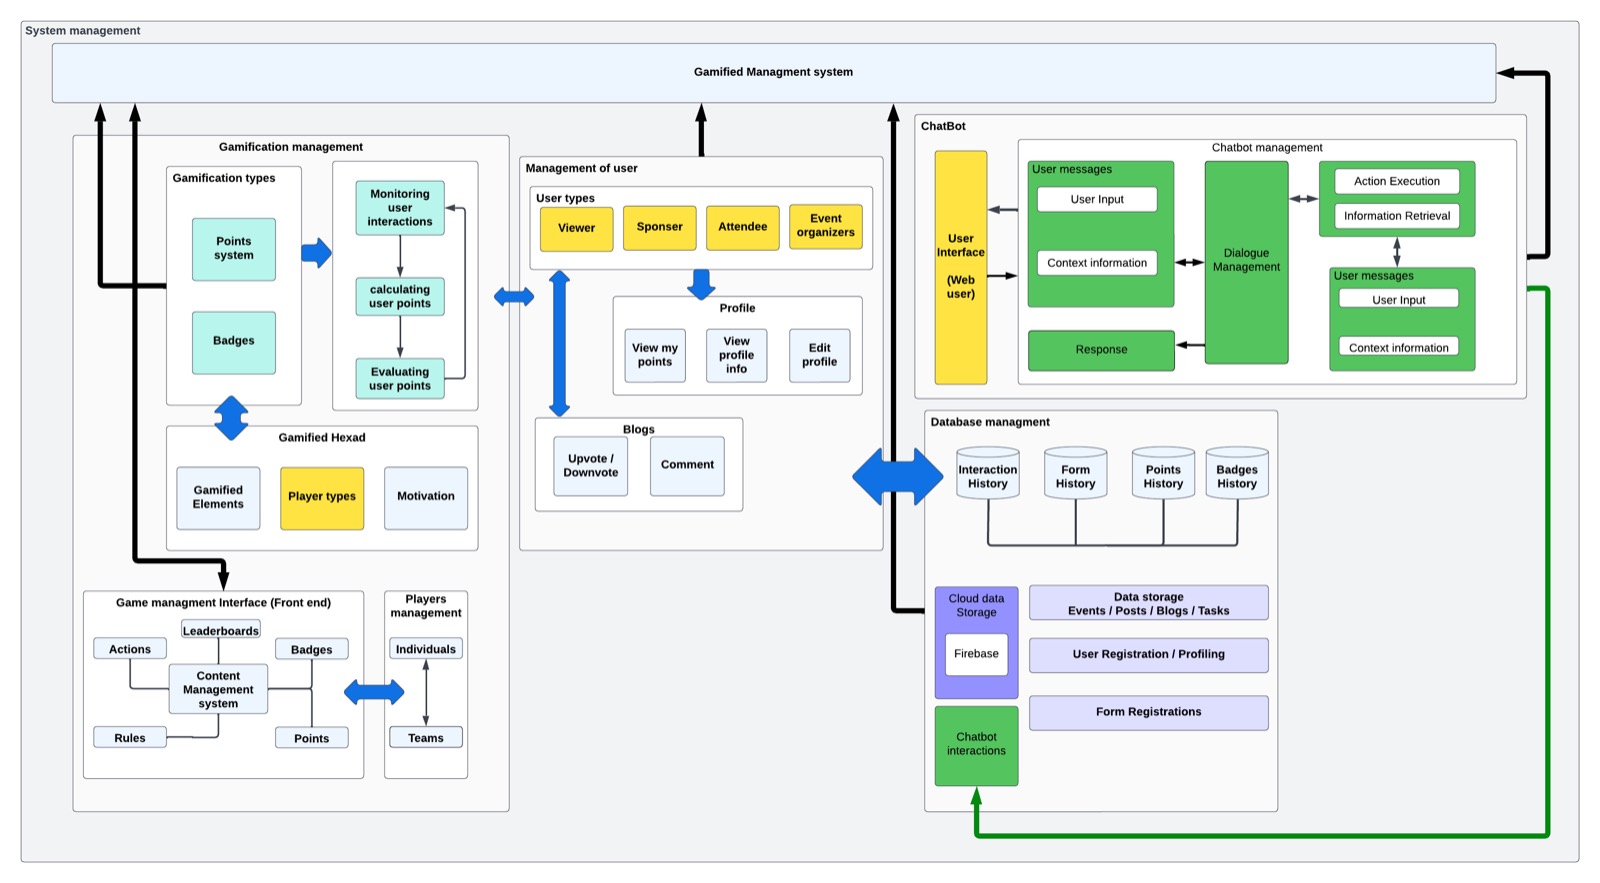 System management
Gamified Managment system
Gamification management
Gamification types
Points
system
Badges
Monitoring
user
interactions
calculating
user points
Evaluating
user points
Gamified Hexad
Gamified
Elements
Player types
Motivation
Game managment Interface (Front end)
Leaderboards
Actions
Badges
Content
Management
system
Rules
Points
Players
management
Individuals
Teams
Management of user
User types
Viewer
Sponser
Attendee
Event
organizers
Profile
View my
points
View
profile
info
Edit
profile
Blogs
Upvote /
Downvote
Comment
ChatBot
User
Interface
(Web
user)
Chatbot management
User messages
User Input
Context information
Response
Dialogue
Management
Action Execution
Information Retrieval
User messages
User Input
Context information
Database managment
Interaction
History
Form
History
Points
History
Badges
History
Cloud data
Storage
Firebase
Chatbot
interactions
Data storage
Events / Posts / Blogs / Tasks
User Registration / Profiling
Form Registrations